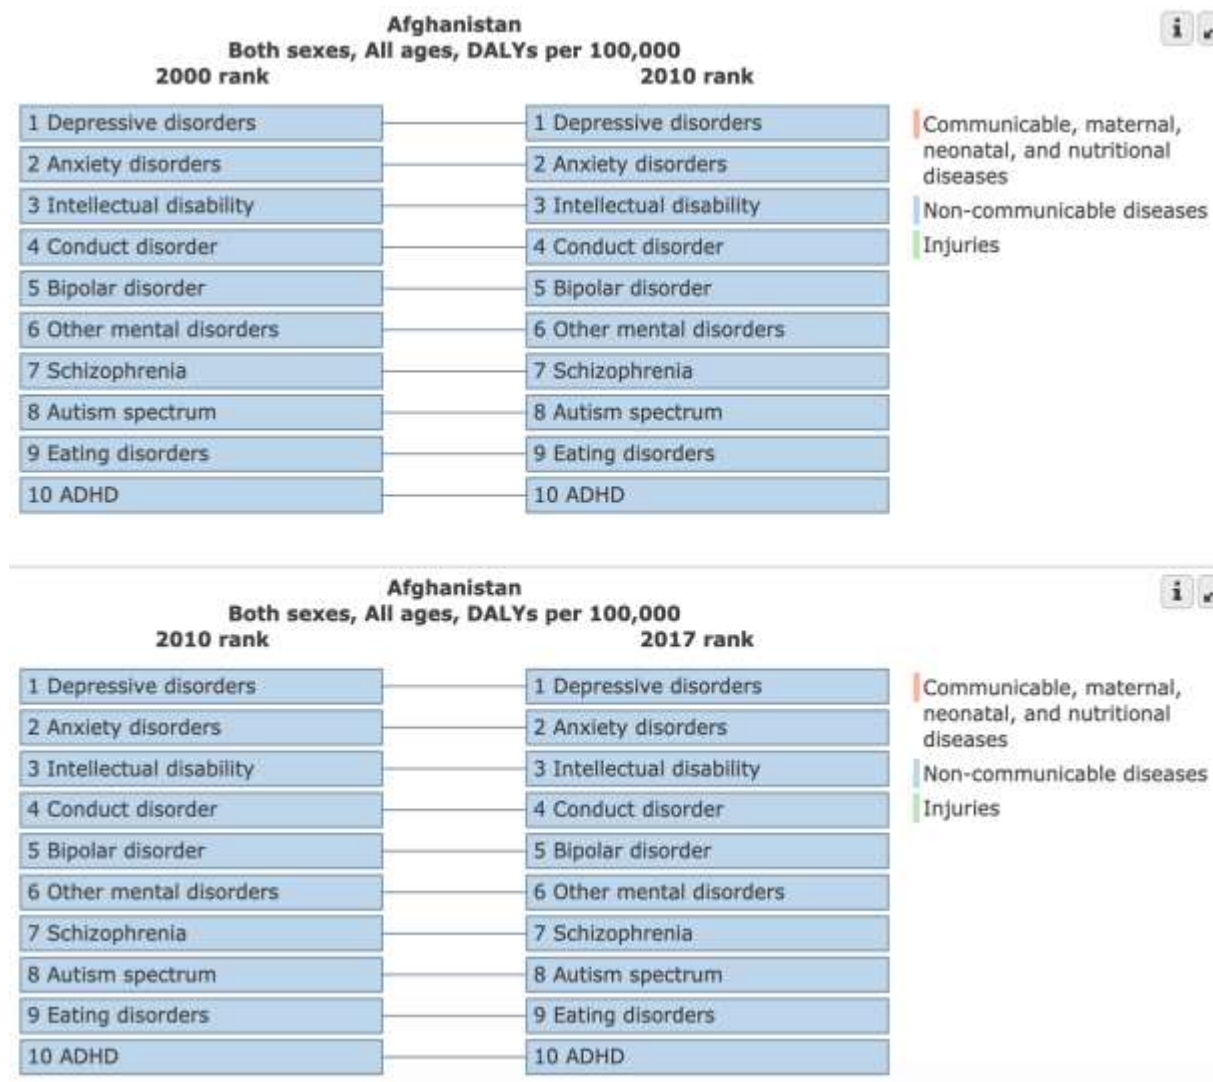 Afghanistan
Both sexes, All ages, DALYs per 100,000
2000 rank 2010 rank
1 Depressive disorders 1 Depressive disorders
2 Anxiety disorders 2 Anxiety disorders
3 Intellectual disability 3 Intellectual disability
4 Conduct disorder 4 Conduct disorder
5 Bipolar disorder 5 Bipolar disorder
6 Other mental disorders 6 Other mental disorders
7 Schizophrenia 7 Schizophrenia
8 Autism spectrum 8 Autism spectrum
9 Eating disorders 9 Eating disorders
10 ADHD 10 ADHD
Communicable, maternal,
neonatal, and nutritional
diseases
Non-communicable diseases
Injuries
i
Afghanistan
Both sexes, All ages, DALYs per 100,000
2010 rank 2017 rank
1 Depressive disorders 1 Depressive disorders
2 Anxiety disorders 2 Anxiety disorders
3 Intellectual disability 3 Intellectual disability
4 Conduct disorder 4 Conduct disorder
5 Bipolar disorder 5 Bipolar disorder
6 Other mental disorders 6 Other mental disorders
7 Schizophrenia 7 Schizophrenia
8 Autism spectrum 8 Autism spectrum
9 Eating disorders 9 Eating disorders
10 ADHD 10 ADHD
Communicable, maternal,
neonatal, and nutritional
diseases
Non-communicable diseases
Injuries
i